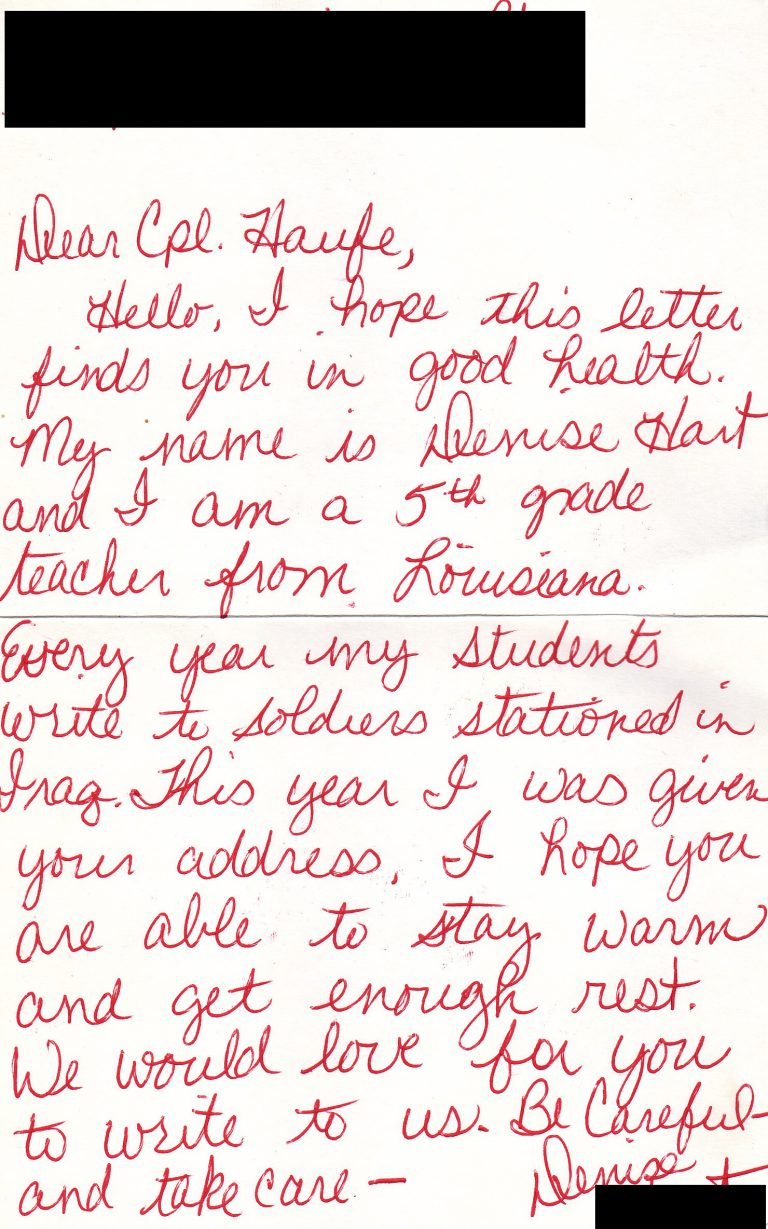 Dear Cpl. Haufe,
Hello, I hope this letter
finds you in good health.
My name is Denise Hart
and I am a 5th grade
teacher from Louisiana.
Every year my students
write to soldiers stationed in
Iraq. This year I was given
your address. I hope you
are able to stay warm
and get enough rest.
We would love for you
to write to us. Be Careful-
and take care - Denise